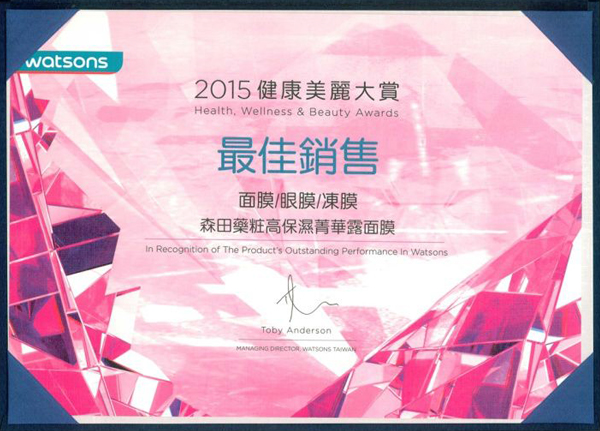 watsons
2015 健康美麗大賞
Health, Wellness & Beauty Awards
最佳銷售
面膜/眼膜/凍膜
森田藥粧高保濕菁華露面膜
In Recognition of The Product's Outstanding Performance In Watsons
Toby Anderson
MANAGING DIRECTOR, WATSONS TAIWAN